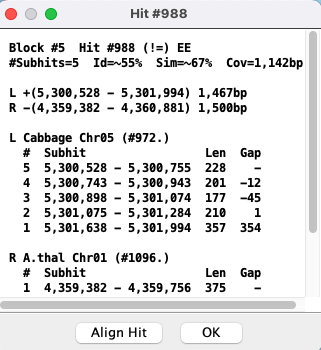 Hit #988
Block #5  Hit #988 (!=) EE
#Subhits=5  Id=~55%  Sim=~67%  Cov=1,142bp
L +(5,300,528 – 5,301,994) 1,467bp
R −(4,359,382 – 4,360,881) 1,500bp
L Cabbage Chr05 (#972.)
#  Subhit  Len  Gap
5  5,300,528 – 5,300,755  228  –
4  5,300,743 – 5,300,943  201  −12
3  5,300,898 – 5,301,074  177  −45
2  5,301,075 – 5,301,284  210  1
1  5,301,638 – 5,301,994  357  354
R A.thal Chr01 (#1096.)
#  Subhit  Len  Gap
1  4,359,382 – 4,359,756  375  –
Align Hit  OK